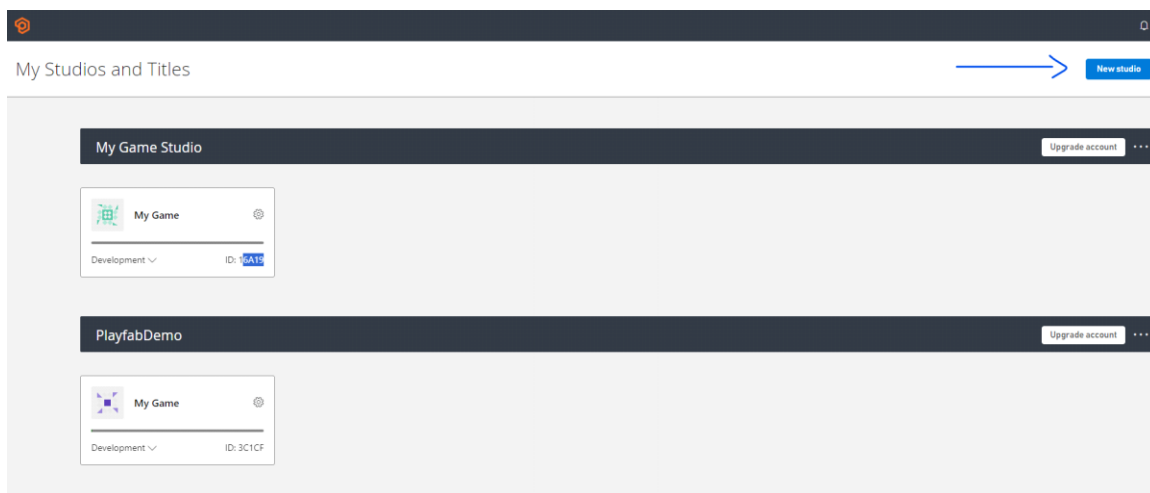 My Studios and Titles
New studio
My Game Studio
Upgrade account
My Game
Development
ID: 16A19
PlayfabDemo
Upgrade account
My Game
Development
ID: 3C1CF